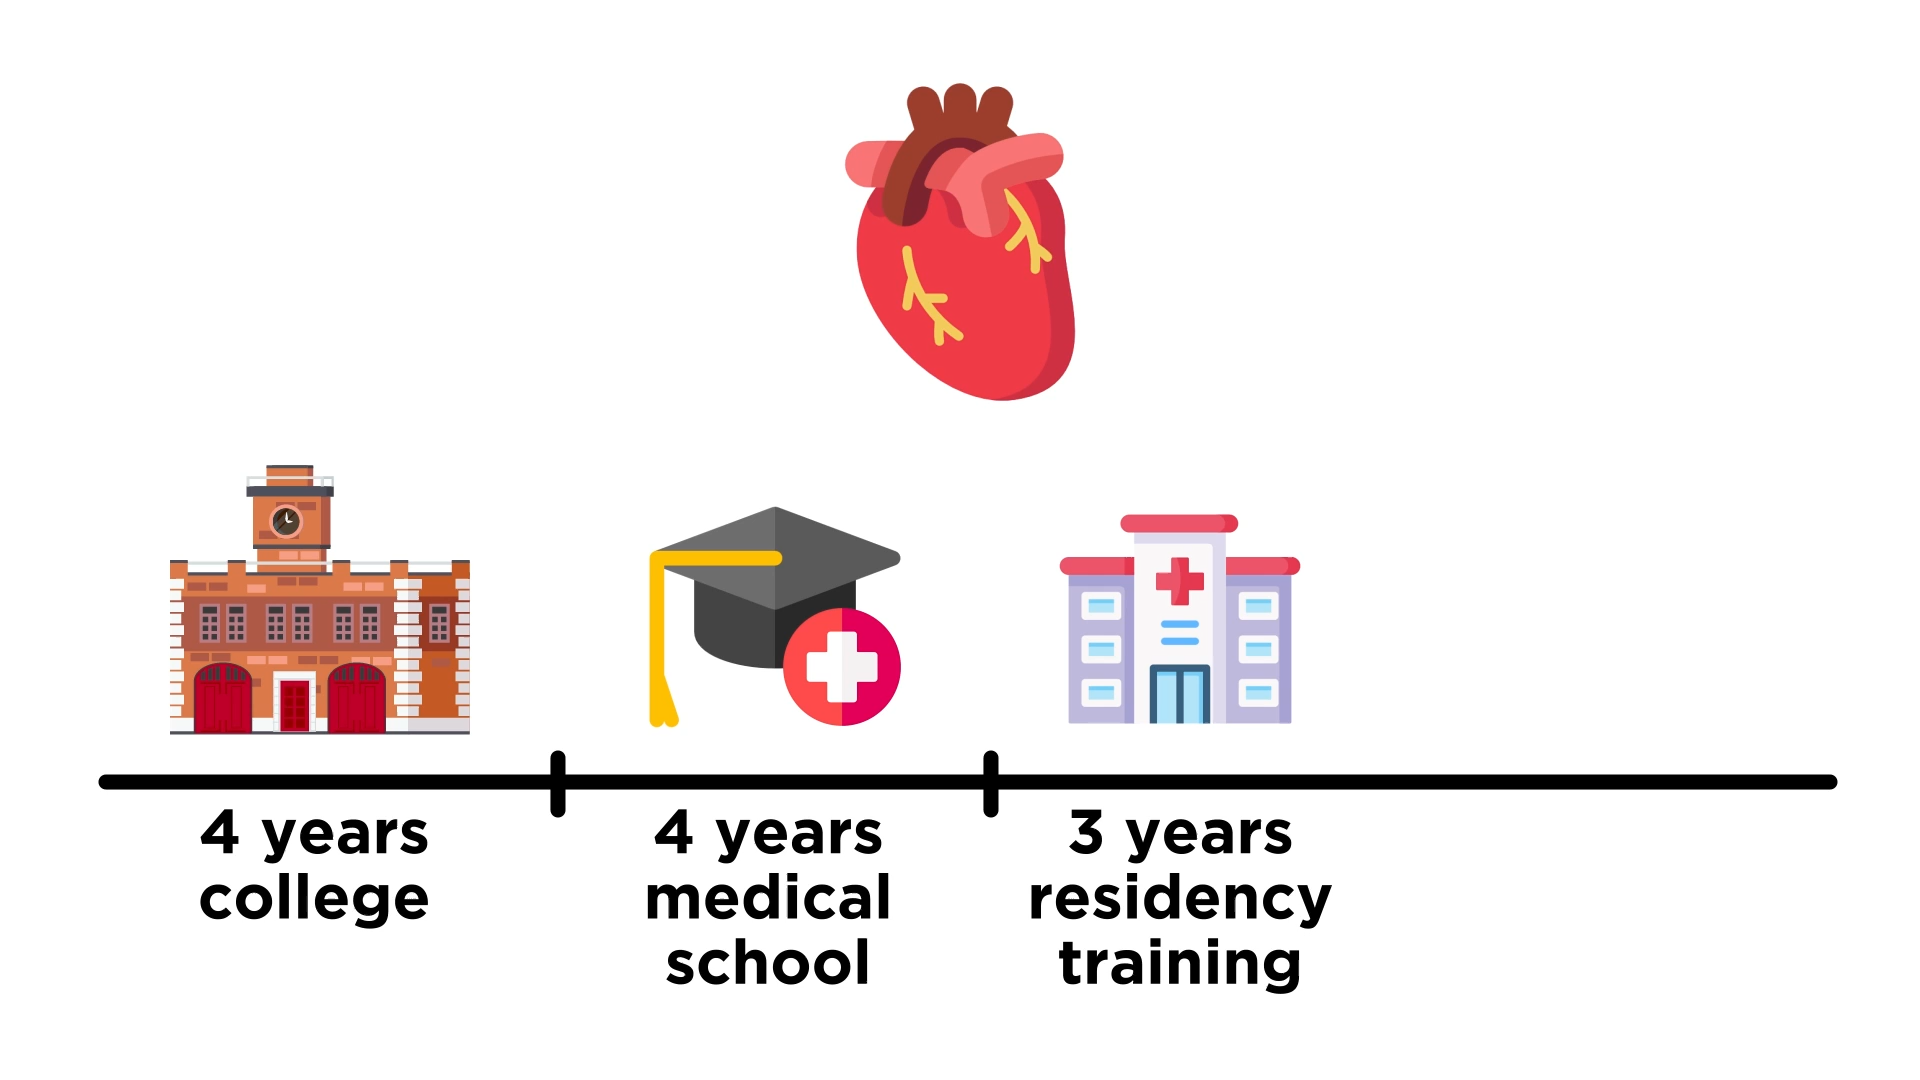 4 years
college
4 years
medical
school
3 years
residency
training